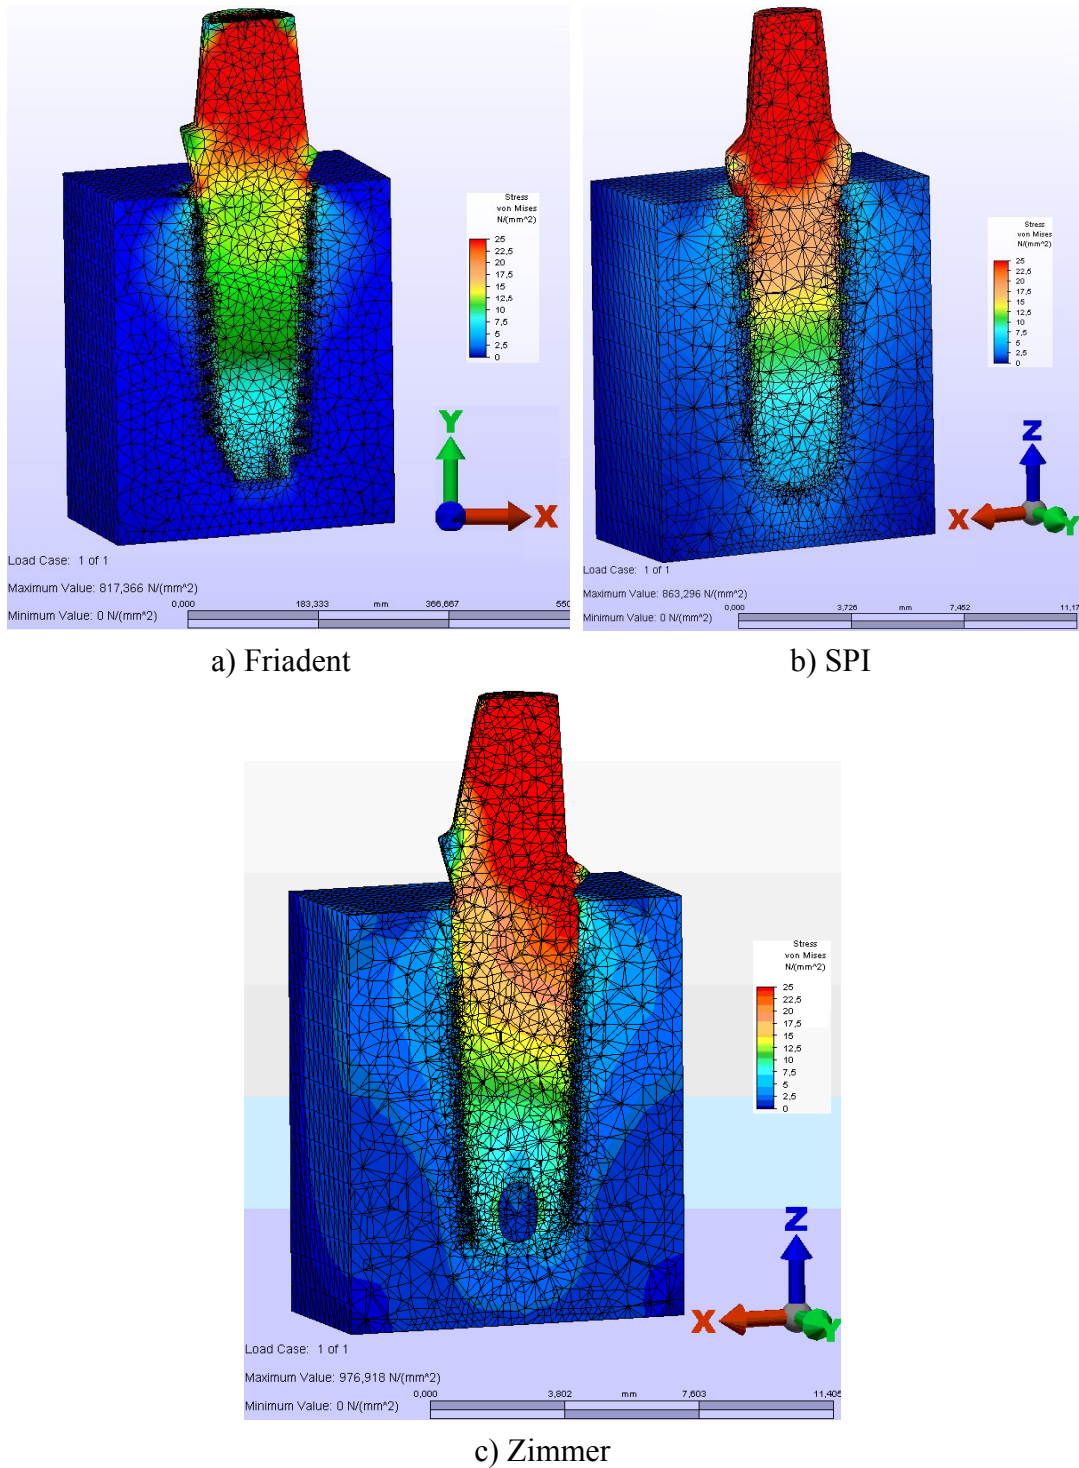 Stress
von Mises
N/(mm^2)
25
22,5
20
17,5
15
12,5
10
7,5
5
2,5
0
Y
X
Load Case: 1 of 1
Maximum Value: 817,366 N/(mm^2)
Minimum Value: 0 N/(mm^2)
0,000 183,333 mm 366,667 550
a) Friadent
Stress
von Mises
N/(mm^2)
25
22,5
20
17,5
15
12,5
10
7,5
5
2,5
0
Z
X
Y
Load Case: 1 of 1
Maximum Value: 863,296 N/(mm^2)
Minimum Value: 0 N/(mm^2)
0,000 3,726 mm 7,452 11,17
b) SPI
Stress
von Mises
N/(mm^2)
25
22,5
20
17,5
15
12,5
10
7,5
5
2,5
0
Z
X
Y
Load Case: 1 of 1
Maximum Value: 976,918 N/(mm^2)
Minimum Value: 0 N/(mm^2)
0,000 3,802 mm 7,603 11,405
c) Zimmer